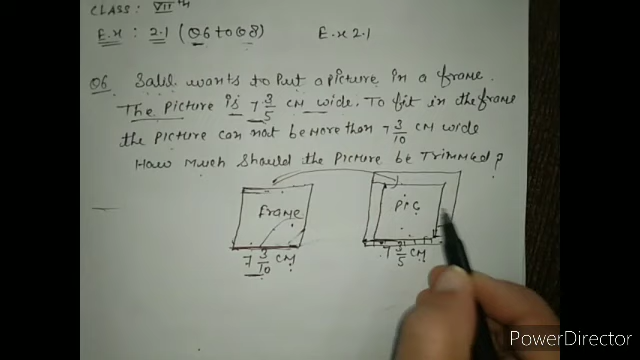 CLASS: VII th
E.x : 2.1 (Q6 to Q8) E.x 2.1
Q6 Salil wants to put a picture in a frame.
The picture is 7 3/5 cm wide. To fit in the frame
the picture can not be more than 7 3/10 cm wide
How much should the picture be Trimmed?
Frame PIC
7 3/10 cm 7 3/5 cm
PowerDirector